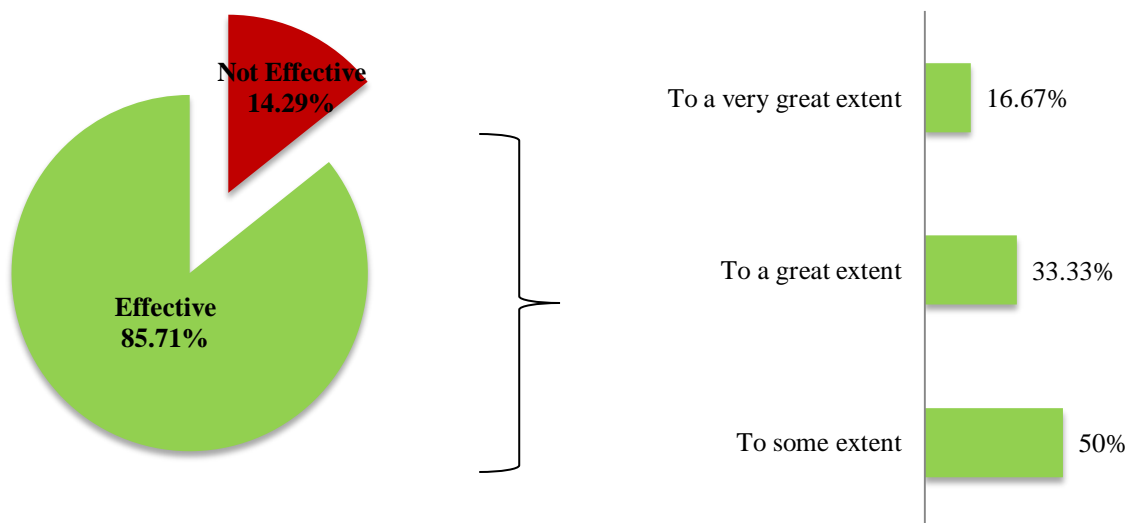 Not Effective
14.29%
Effective
85.71%
To a very great extent
16.67%
To a great extent
33.33%
To some extent
50%